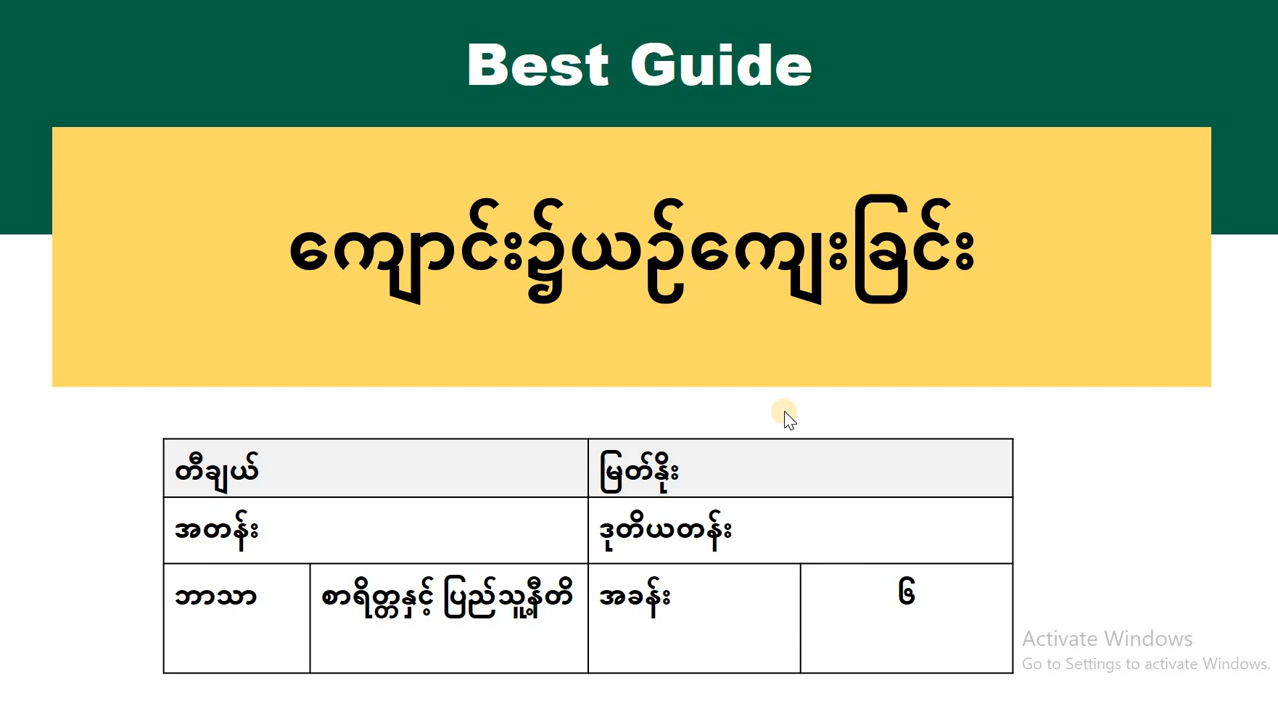 Best Guide
ကျောင်း၌ယဉ်ကျေးခြင်း
တီချယ် မြတ်နိုး
အတန်း ဒုတိယတန်း
ဘာသာ စာရိတ္တနှင့် ပြည်သူ့နီတိ အခန်း ၆
Activate Windows
Go to Settings to activate Windows.